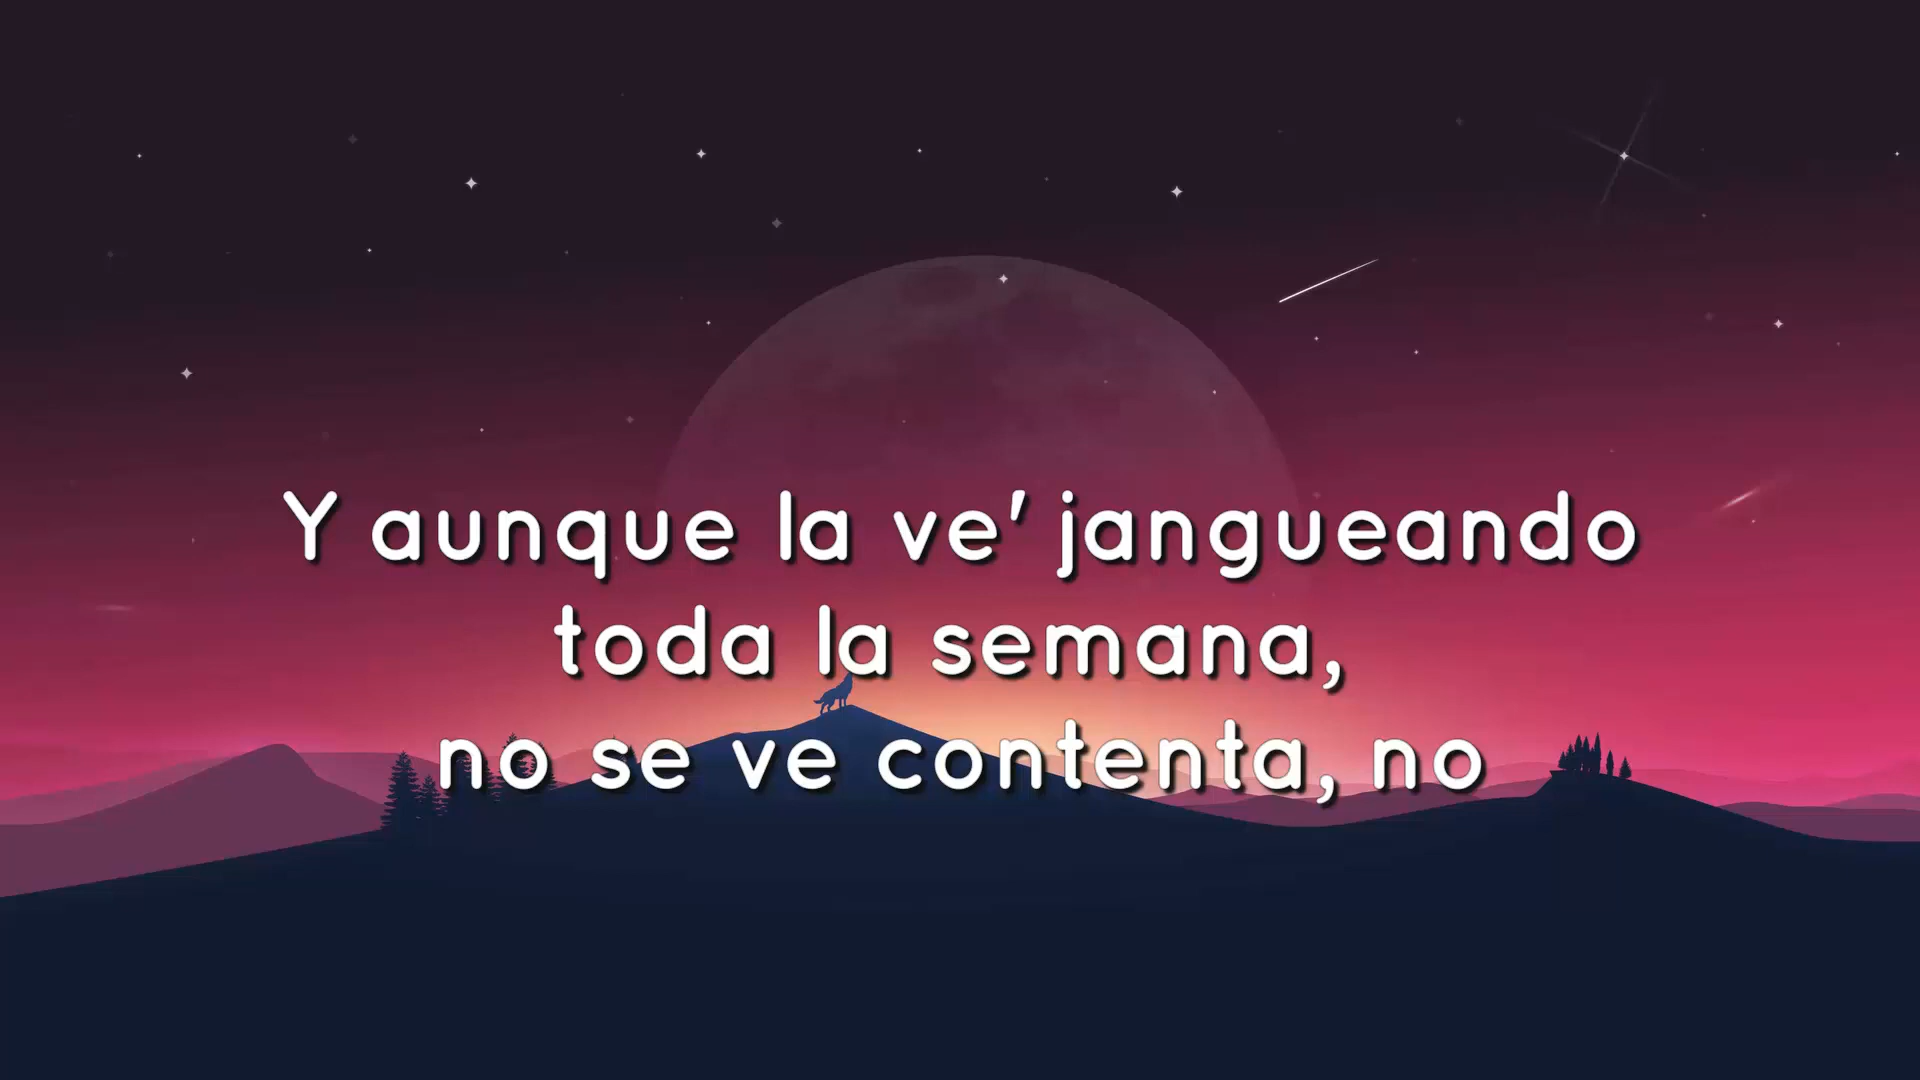 Y aunque la ve' jangueando
toda la semana,
no se ve contenta, no